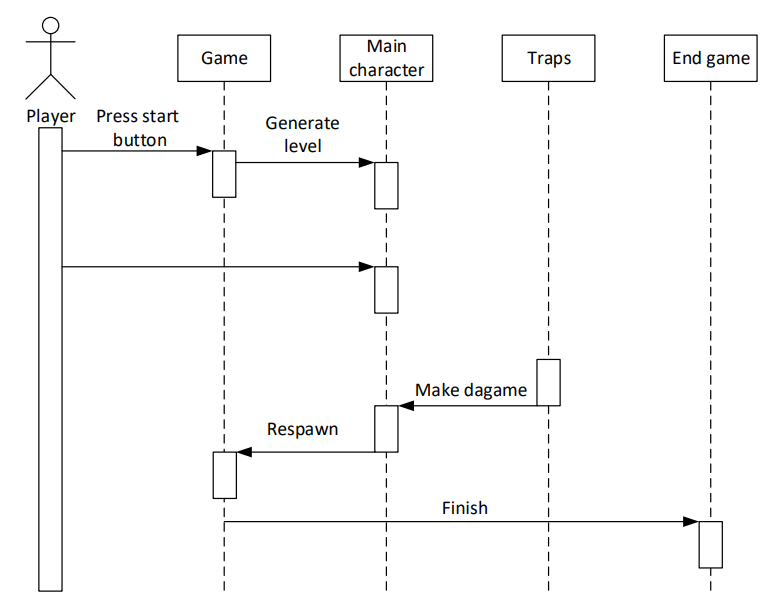 Game
Main
character
Traps
End game
Player
Press start
button
Generate
level
Make dagame
Respawn
Finish